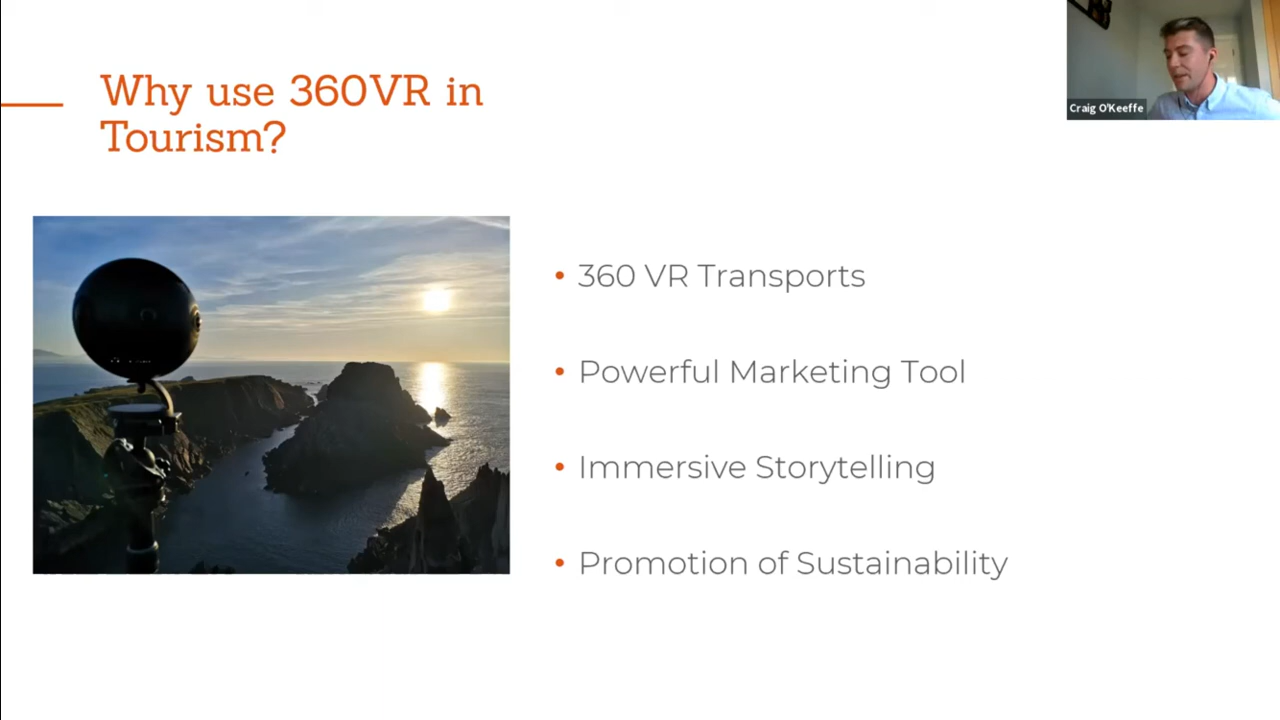 Why use 360VR in
Tourism?
Craig O'Keeffe
• 360 VR Transports
• Powerful Marketing Tool
• Immersive Storytelling
• Promotion of Sustainability